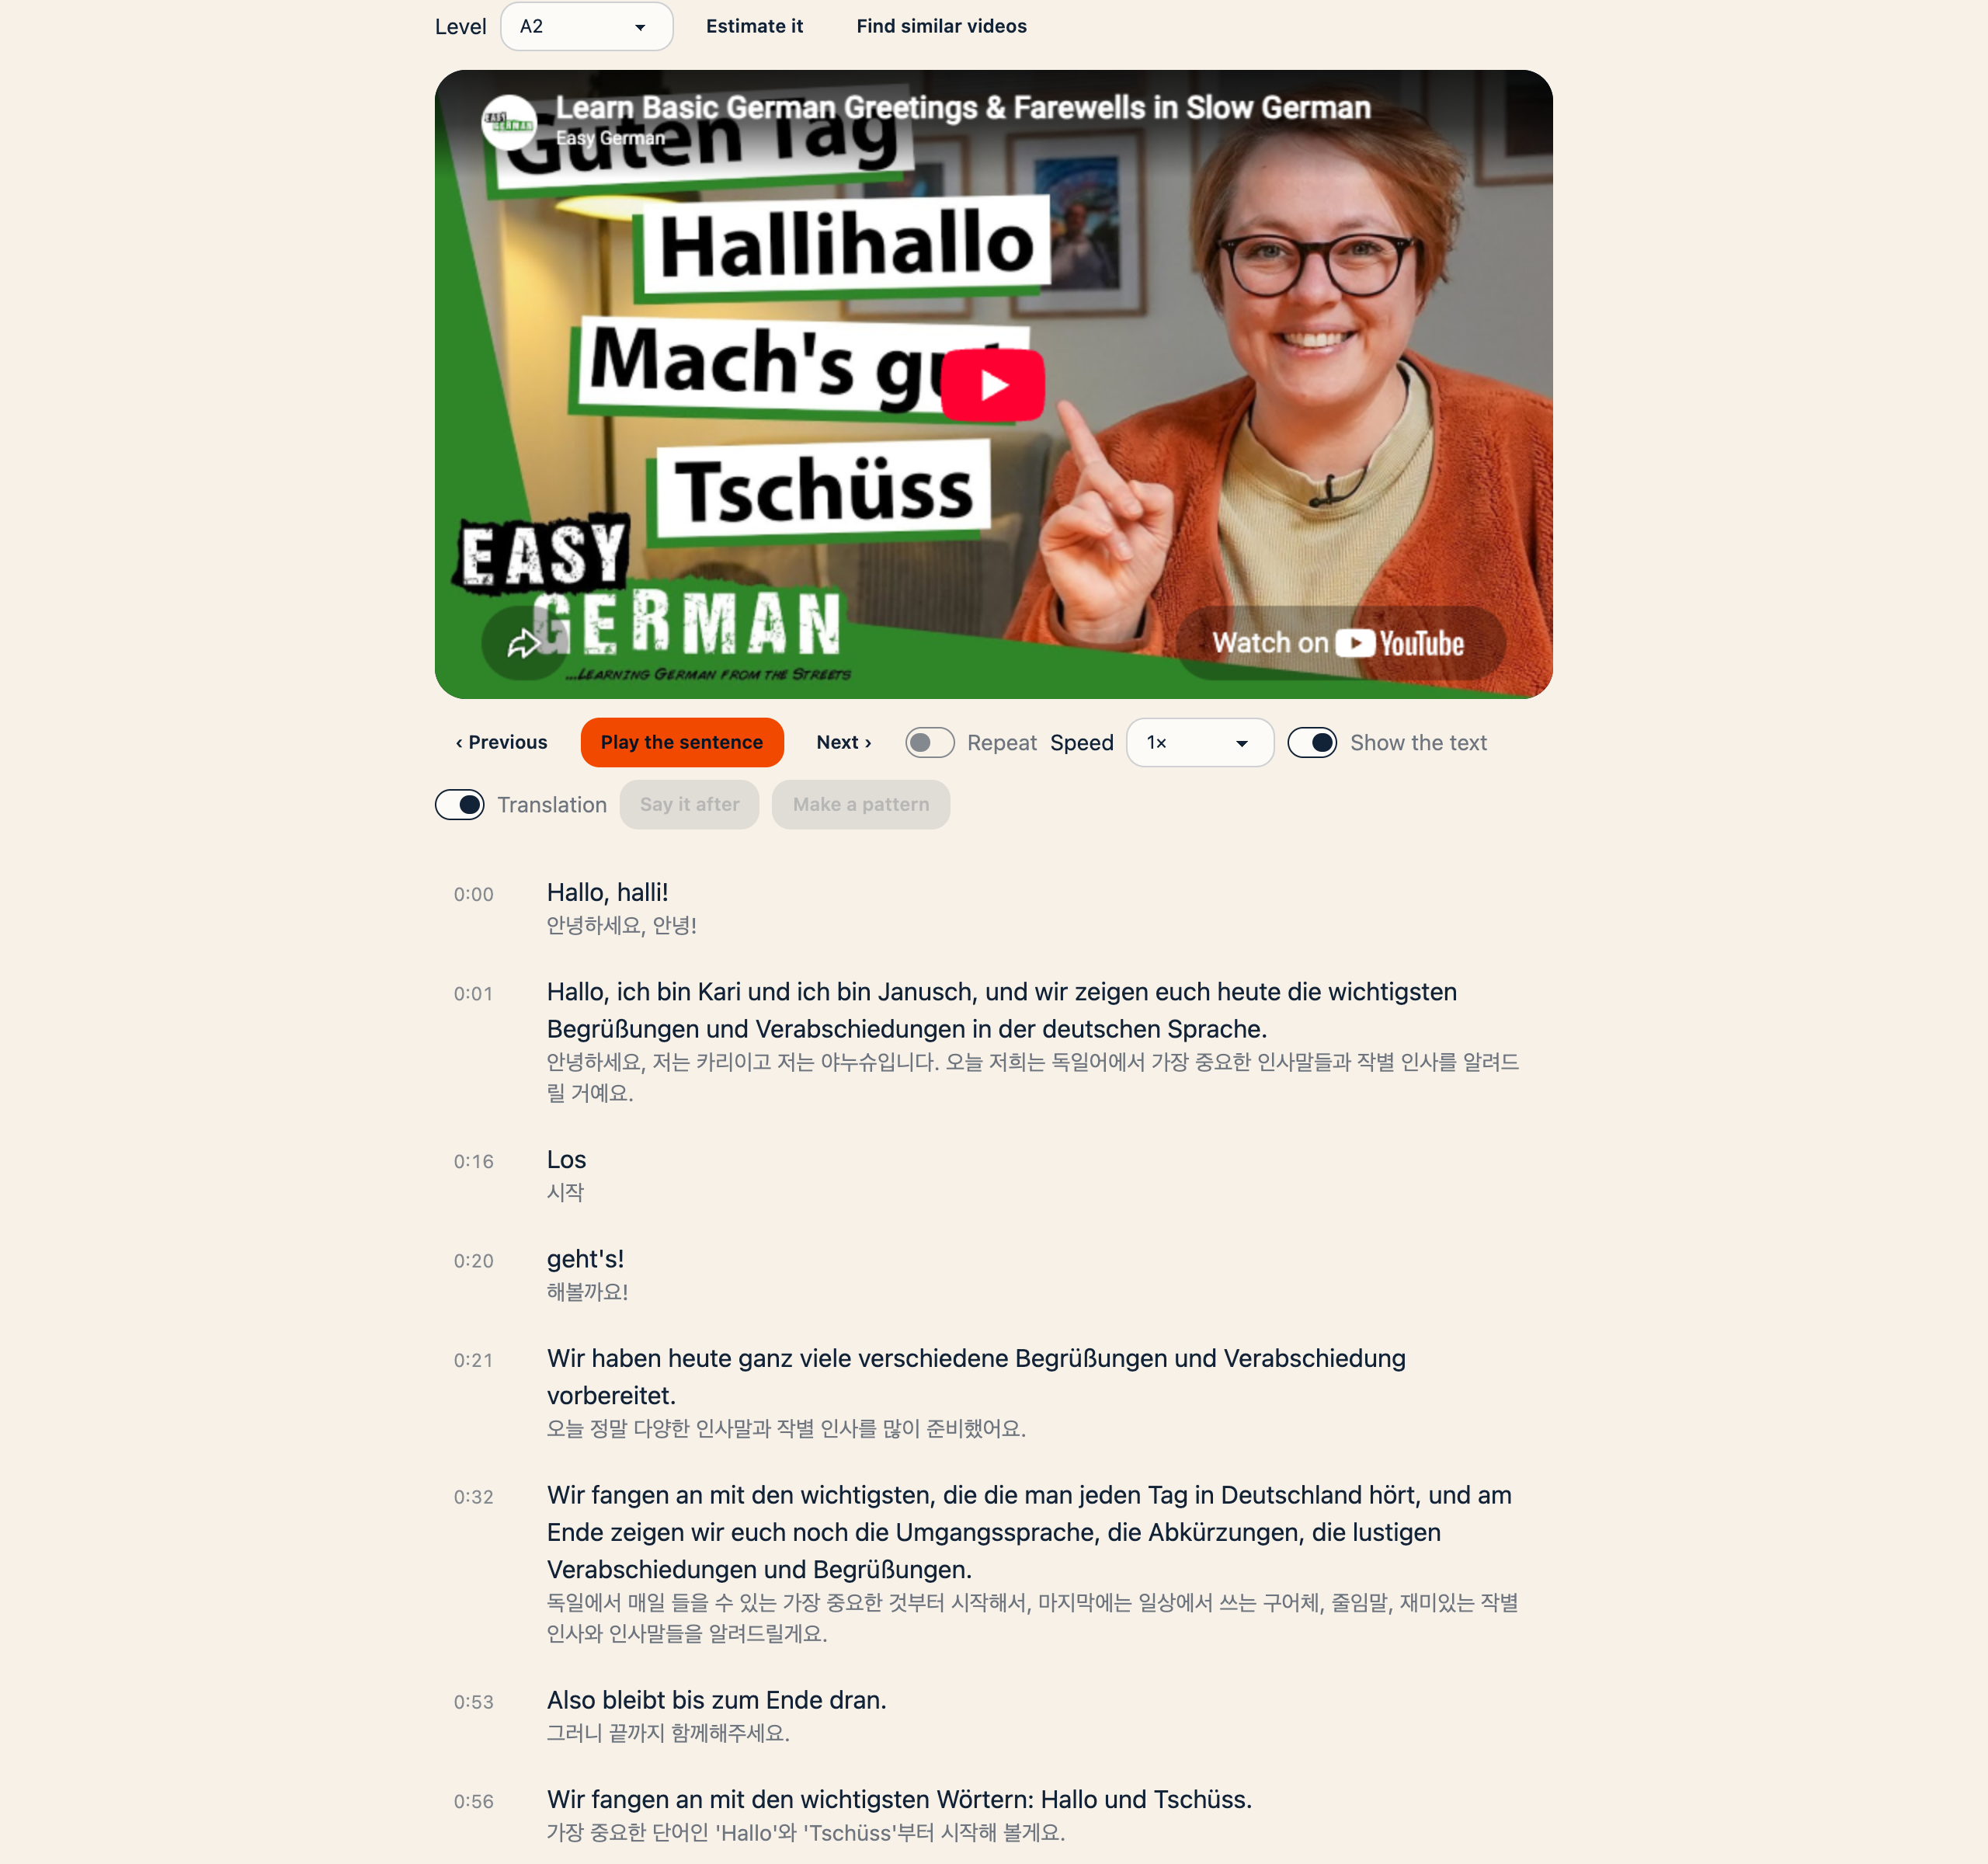 Level A2 Estimate it Find similar videos
Learn Basic German Greetings & Farewells in Slow German
Easy German
EASY GERMAN
Guten Tag
Hallihallo
Mach's
Tschüss
EASY
GERMAN
...LEARNING GERMAN FROM THE STREETS
Watch on YouTube
‹ Previous Play the sentence Next › Repeat Speed 1× Show the text
Translation Say it after Make a pattern
0:00 Hallo, halli!
안녕하세요, 안녕!
0:01 Hallo, ich bin Kari und ich bin Janusch, und wir zeigen euch heute die wichtigsten
Begrüßungen und Verabschiedungen in der deutschen Sprache.
안녕하세요, 저는 카리이고 저는 야누슈입니다. 오늘 저희는 독일어에서 가장 중요한 인사말들과 작별 인사를 알려드
릴 거예요.
0:16 Los
시작
0:20 geht's!
해볼까요!
0:21 Wir haben heute ganz viele verschiedene Begrüßungen und Verabschiedung
vorbereitet.
오늘 정말 다양한 인사말과 작별 인사를 많이 준비했어요.
0:32 Wir fangen an mit den wichtigsten, die die man jeden Tag in Deutschland hört, und am
Ende zeigen wir euch noch die Umgangssprache, die Abkürzungen, die lustigen
Verabschiedungen und Begrüßungen.
독일에서 매일 들을 수 있는 가장 중요한 것부터 시작해서, 마지막에는 일상에서 쓰는 구어체, 줄임말, 재미있는 작별
인사와 인사말들을 알려드릴게요.
0:53 Also bleibt bis zum Ende dran.
그러니 끝까지 함께해주세요.
0:56 Wir fangen an mit den wichtigsten Wörtern: Hallo und Tschüss.
가장 중요한 단어인 'Hallo'와 'Tschüss'부터 시작해 볼게요.